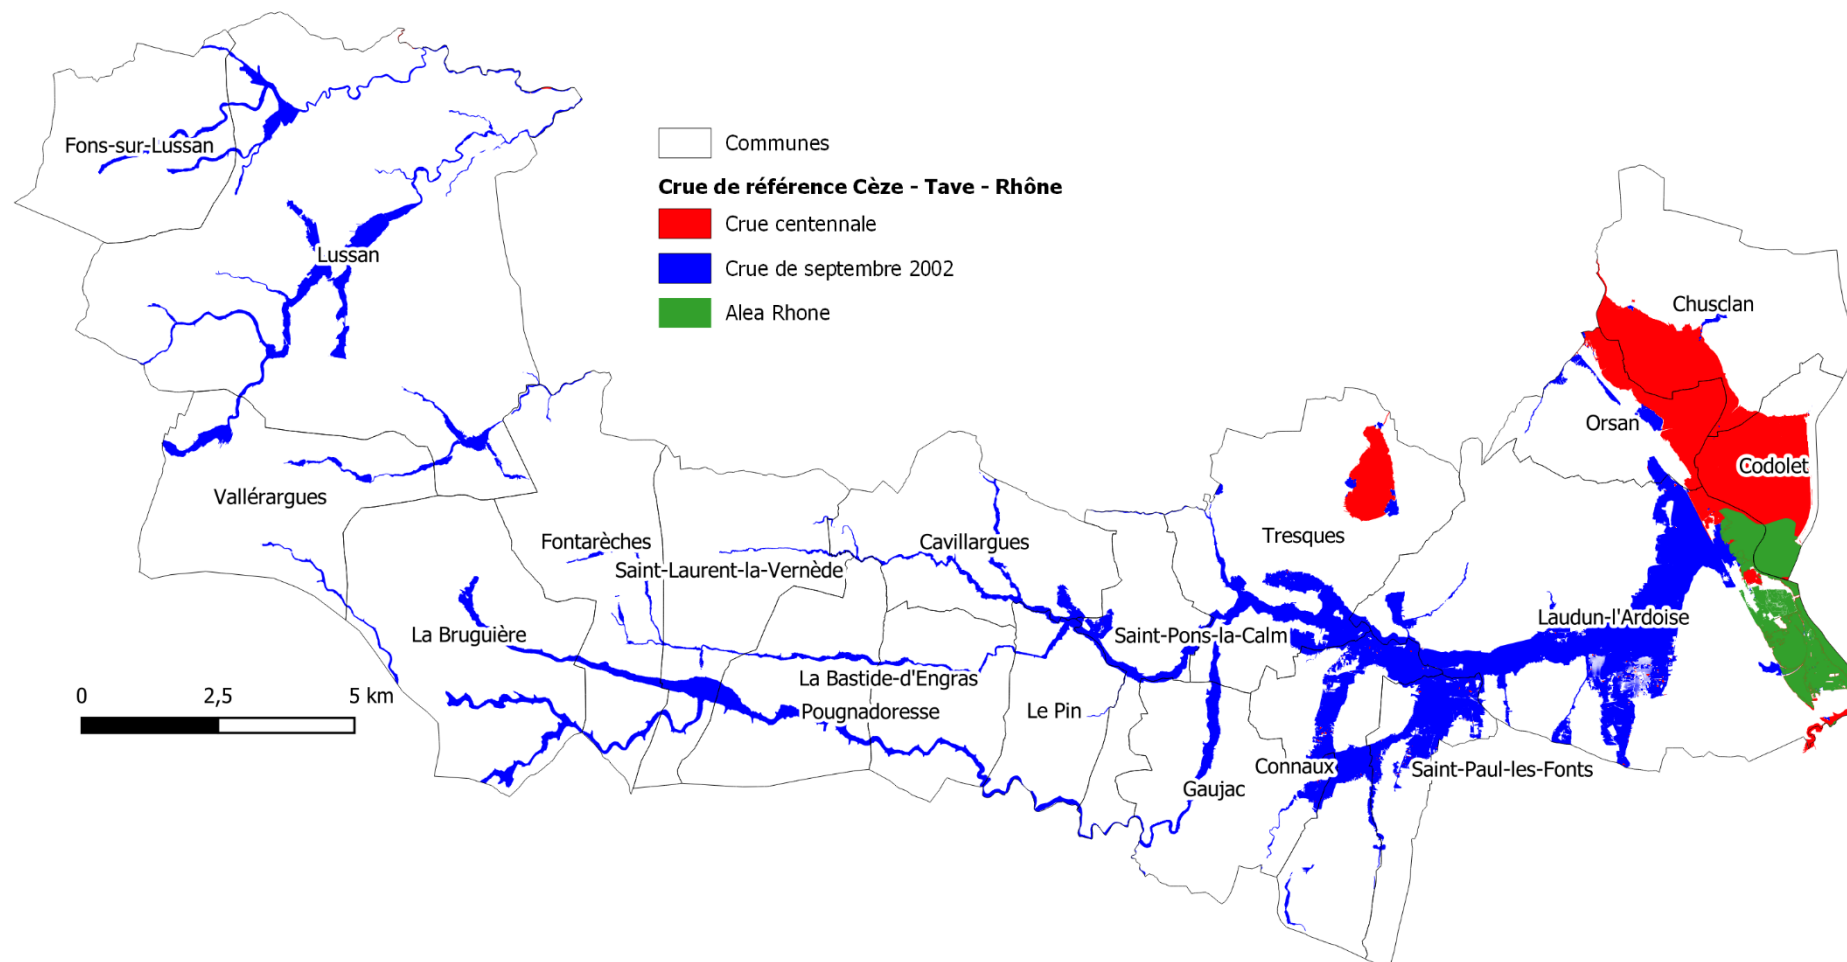 Communes
Crue de référence Cèze - Tave - Rhône
Crue centennale
Crue de septembre 2002
Alea Rhone
Fons-sur-Lussan
Lussan
Vallérargues
Fontarèches
Saint-Laurent-la-Vernède
La Bruguière
La Bastide-d'Engras
Pougnadoresse
Cavillargues
Le Pin
Saint-Pons-la-Calm
Gaujac
Connaux
Tresques
Saint-Paul-les-Fonts
Laudun-l'Ardoise
Orsan
Chusclan
Codolet
0 2,5 5 km